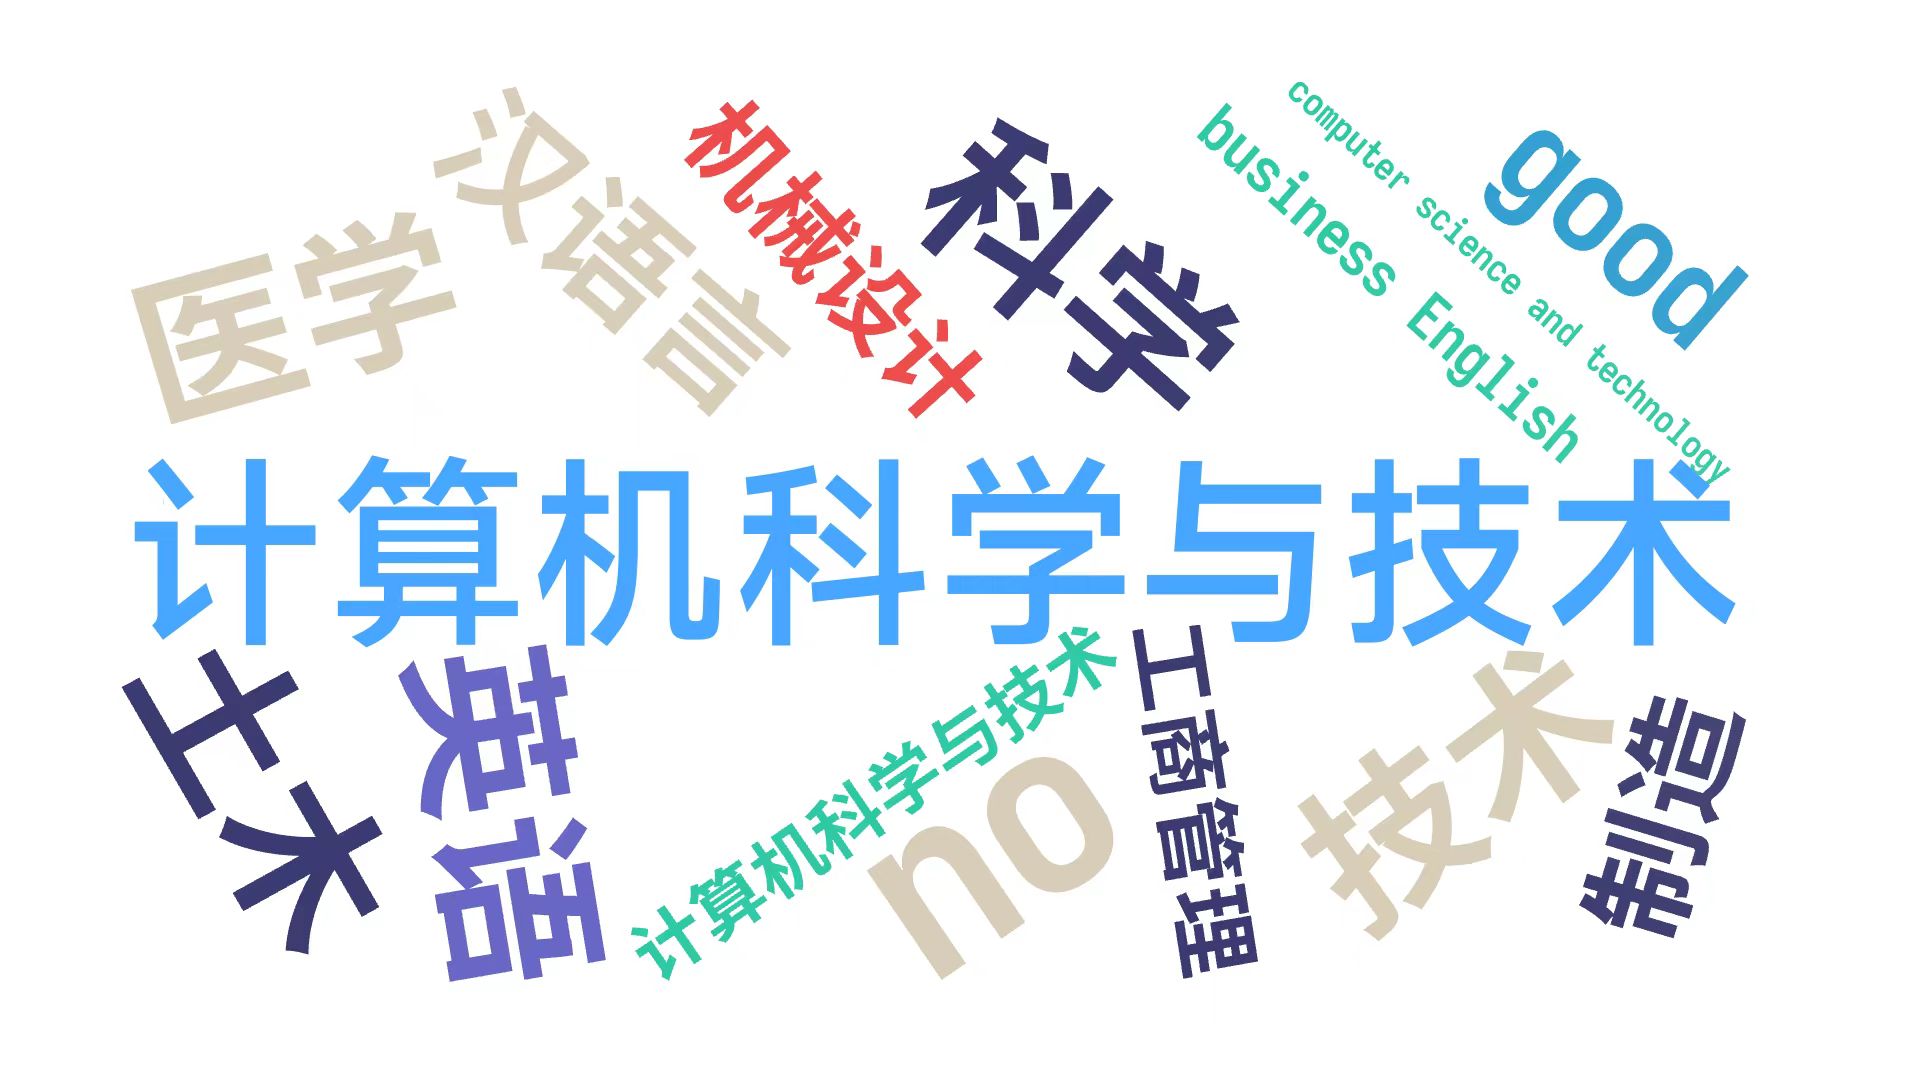 医学
汉语言
机械设计
科学
business English
computer science and technology
good
计算机科学与技术
土术
英语
计算机科学与技术
no
工商管理
技术
制造